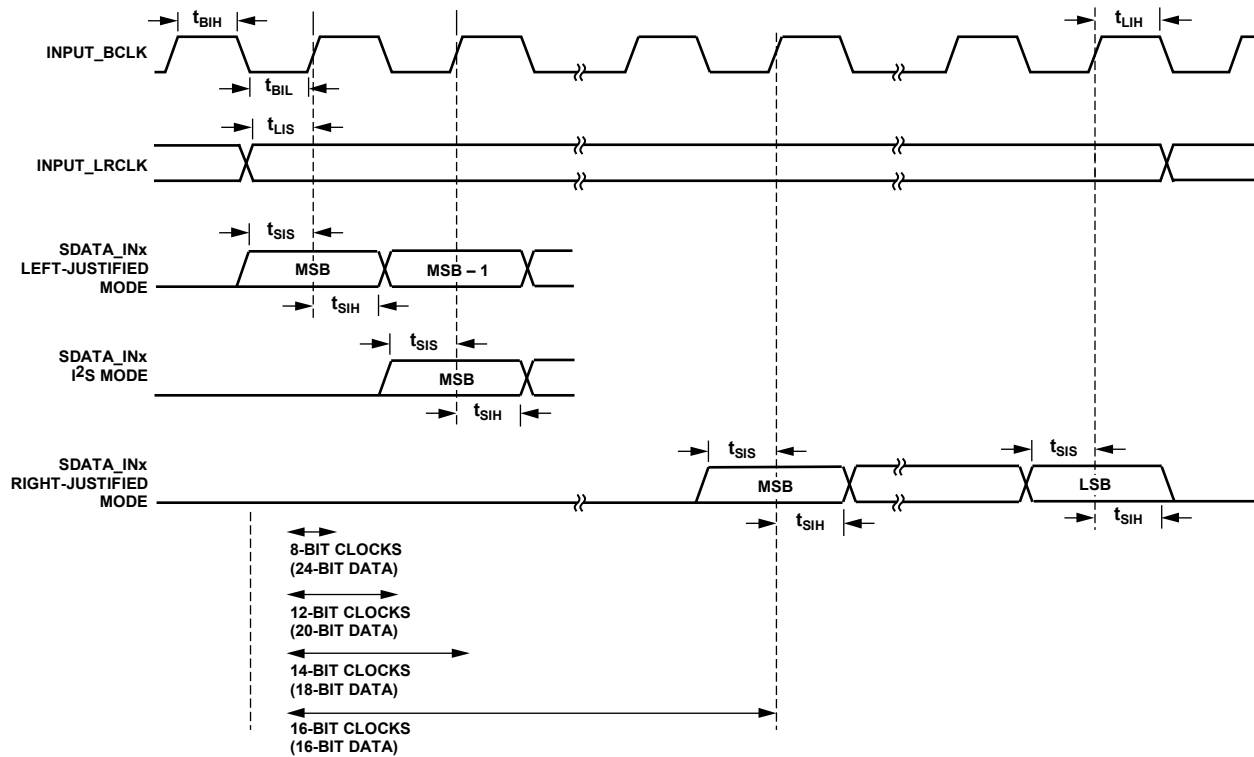 tBIH
tLIH
INPUT_BCLK
tBIL
tLIS
INPUT_LRCLK
tSIS
SDATA_INx
LEFT-JUSTIFIED
MODE
MSB
MSB – 1
tSIH
tSIS
SDATA_INx
I2S MODE
MSB
tSIH
tSIS
tSIS
SDATA_INx
RIGHT-JUSTIFIED
MODE
MSB
LSB
tSIH
tSIH
8-BIT CLOCKS
(24-BIT DATA)
12-BIT CLOCKS
(20-BIT DATA)
14-BIT CLOCKS
(18-BIT DATA)
16-BIT CLOCKS
(16-BIT DATA)